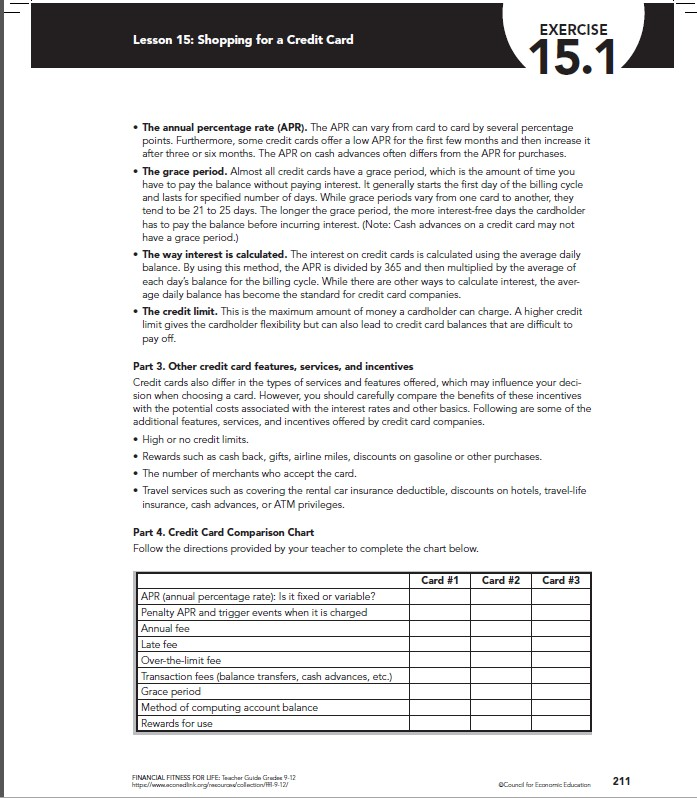 Lesson 15: Shopping for a Credit Card
EXERCISE
15.1
• The annual percentage rate (APR). The APR can vary from card to card by several percentage
points. Furthermore, some credit cards offer a low APR for the first few months and then increase it
after three or six months. The APR on cash advances often differs from the APR for purchases.
• The grace period. Almost all credit cards have a grace period, which is the amount of time you
have to pay the balance without paying interest. It generally starts the first day of the billing cycle
and lasts for specified number of days. While grace periods vary from one card to another, they
tend to be 21 to 25 days. The longer the grace period, the more interest-free days the cardholder
has to pay the balance before incurring interest. (Note: Cash advances on a credit card may not
have a grace period.)
• The way interest is calculated. The interest on credit cards is calculated using the average daily
balance. By using this method, the APR is divided by 365 and then multiplied by the average of
each day's balance for the billing cycle. While there are other ways to calculate interest, the aver-
age daily balance has become the standard for credit card companies.
• The credit limit. This is the maximum amount of money a cardholder can charge. A higher credit
limit gives the cardholder flexibility but can also lead to credit card balances that are difficult to
pay off.
Part 3. Other credit card features, services, and incentives
Credit cards also differ in the types of services and features offered, which may influence your deci-
sion when choosing a card. However, you should carefully compare the benefits of these incentives
with the potential costs associated with the interest rates and other basics. Following are some of the
additional features, services, and incentives offered by credit card companies.
• High or no credit limits.
• Rewards such as cash back, gifts, airline miles, discounts on gasoline or other purchases.
• The number of merchants who accept the card.
• Travel services such as covering the rental car insurance deductible, discounts on hotels, travel-life
insurance, cash advances, or ATM privileges.
Part 4. Credit Card Comparison Chart
Follow the directions provided by your teacher to complete the chart below.
Card #1 Card #2 Card #3
APR (annual percentage rate): Is it fixed or variable?
Penalty APR and trigger events when it is charged
Annual fee
Late fee
Over-the-limit fee
Transaction fees (balance transfers, cash advances, etc.)
Grace period
Method of computing account balance
Rewards for use
FINANCIAL FITNESS FOR LIFE: Teacher Guide Grades 9-12
https://www.econedlink.org/resources/collection/fffl-9-12/
©Council for Economic Education
211